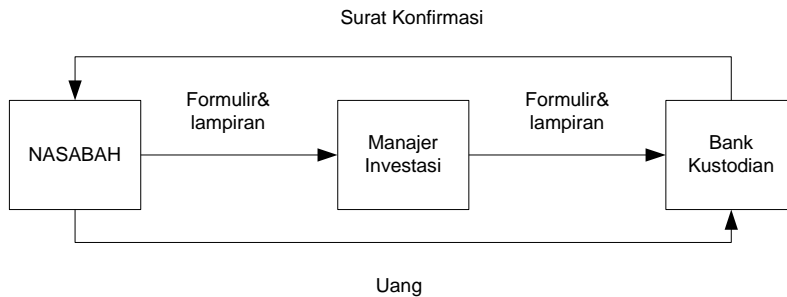 Surat Konfirmasi
Formulir&
lampiran
Formulir&
lampiran
NASABAH
Manajer
Investasi
Bank
Kustodian
Uang